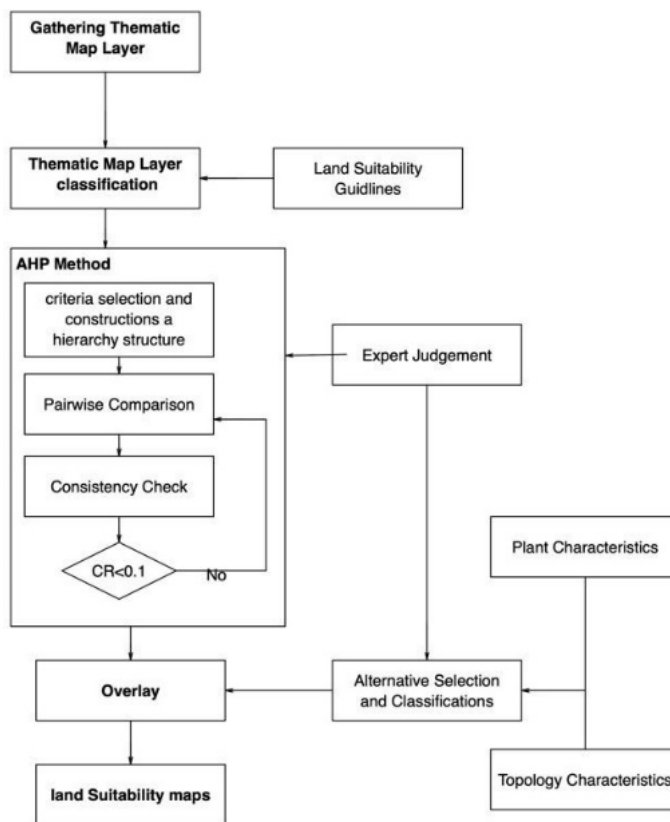 Gathering Thematic
Map Layer
Thematic Map Layer
classification
Land Suitability
Guidlines
AHP Method
criteria selection and
constructions a
hierarchy structure
Expert Judgement
Pairwise Comparison
Consistency Check
CR<0.1
No
Plant Characteristics
Overlay
Alternative Selection
and Classifications
land Suitability maps
Topology Characteristics